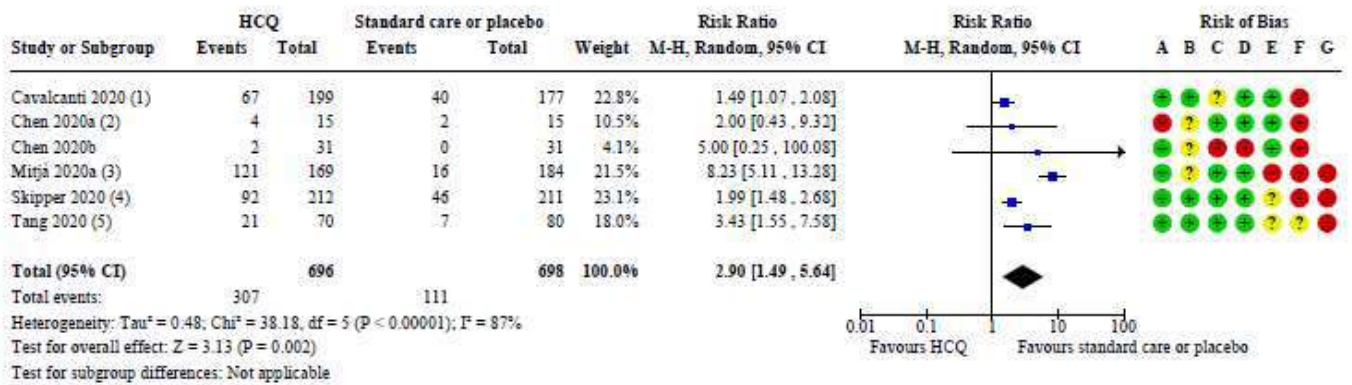 HCQ Standard care or placebo Risk Ratio Risk Ratio Risk of Bias
Study or Subgroup Events Total Events Total Weight M-H, Random, 95% CI M-H, Random, 95% CI A B C D E F G
Cavalcanti 2020 (1) 67 199 40 177 22.8% 1.49 [1.07 , 2.08] + + ? + + −
Chen 2020a (2) 4 15 2 15 10.5% 2.00 [0.43 , 9.32] − ? + + + −
Chen 2020b 2 31 0 31 4.1% 5.00 [0.25 , 100.08] + ? − − + −
Mitjà 2020a (3) 121 169 16 184 21.5% 8.23 [5.11 , 13.28] + ? + + − − −
Skipper 2020 (4) 92 212 46 211 23.1% 1.99 [1.48 , 2.68] + + + + ? − −
Tang 2020 (5) 21 70 7 80 18.0% 3.43 [1.55 , 7.58] + + + + ? ? −
Total (95% CI) 696 698 100.0% 2.90 [1.49 , 5.64]
Total events: 307 111
Heterogeneity: Tau² = 0.48; Chi² = 38.18, df = 5 (P < 0.00001); I² = 87%
0.01 0.1 1 10 100
Test for overall effect: Z = 3.13 (P = 0.002)
Favours HCQ Favours standard care or placebo
Test for subgroup differences: Not applicable